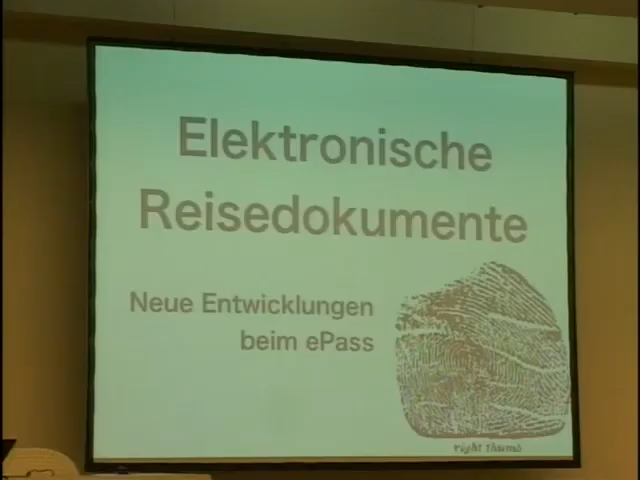 Elektronische
Reisedokumente
Neue Entwicklungen
beim ePass
right thumb